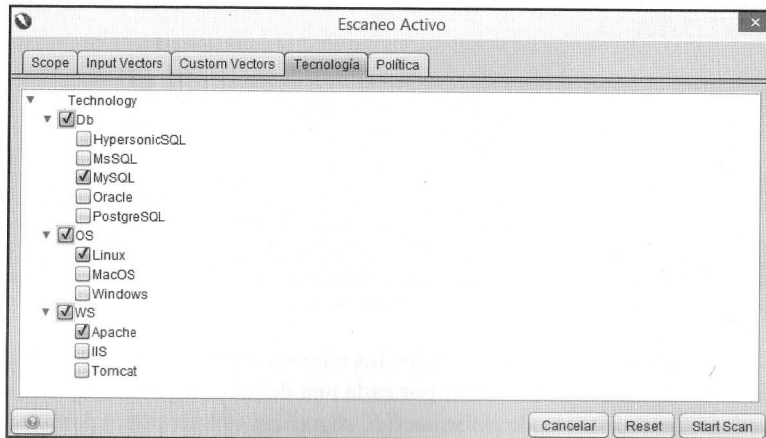 Escaneo Activo
Scope Input Vectors Custom Vectors Tecnología Política
Technology
Db
HypersonicSQL
MsSQL
MySQL
Oracle
PostgreSQL
OS
Linux
MacOS
Windows
WS
Apache
IIS
Tomcat
Cancelar Reset Start Scan